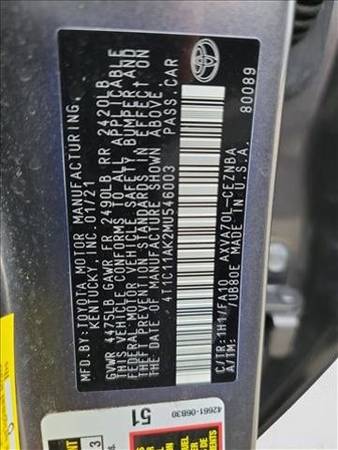 MFD. BY: TOYOTA MOTOR MANUFACTURING,
KENTUCKY, INC. 01/21
GVWR 4475LB GAWR FR 2490LB RR 2420LB
THIS VEHICLE CONFORMS TO ALL APPLICABLE
FEDERAL MOTOR VEHICLE SAFETY, BUMPER, AND
THEFT PREVENTION STANDARDS IN EFFECT ON
THE DATE OF MANUFACTURE SHOWN ABOVE.
4T1C11AK2MU546003 PASS.CAR
C/TR: 1H1/FA10 AXVA70L-CEZNBA
A/TM: /UB80E MADE IN U.S.A. 80089
42661-06B30
51